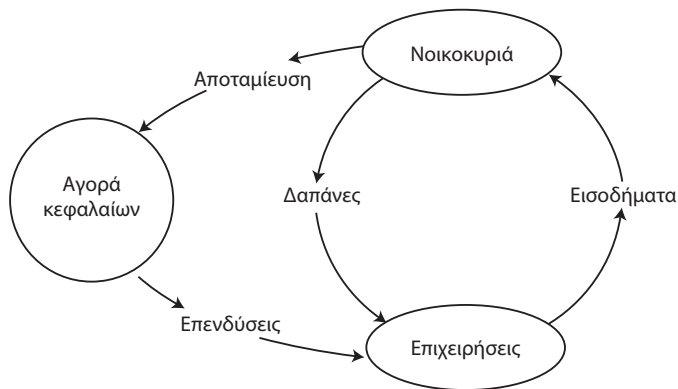 Νοικοκυριά
Αποταμίευση
Αγορά
κεφαλαίων
Δαπάνες
Εισοδήματα
Επενδύσεις
Επιχειρήσεις